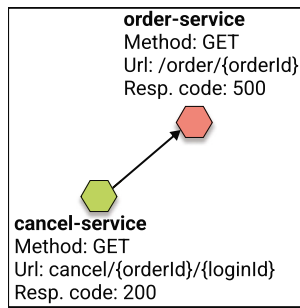 order-service
Method: GET
Url: /order/{orderId}
Resp. code: 500
cancel-service
Method: GET
Url: cancel/{orderId}/{loginId}
Resp. code: 200